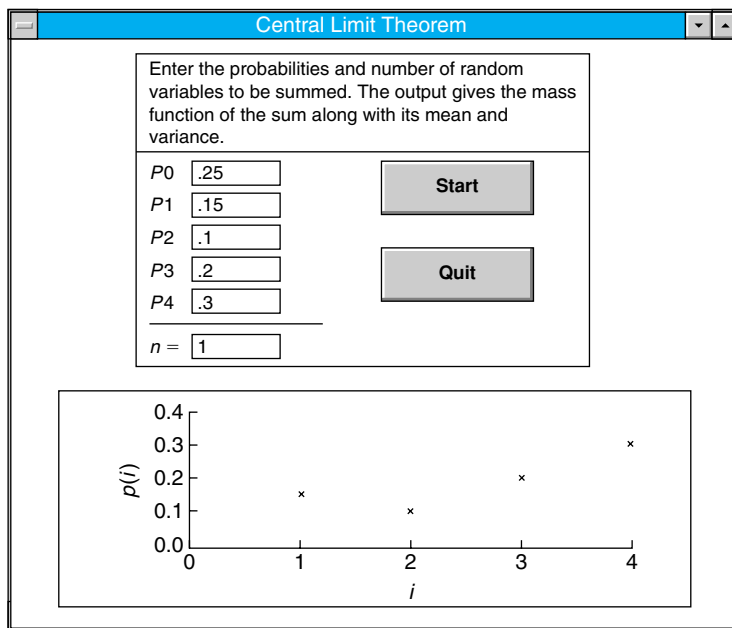 Central Limit Theorem
Enter the probabilities and number of random
variables to be summed. The output gives the mass
function of the sum along with its mean and
variance.
P0 .25
P1 .15
P2 .1
P3 .2
P4 .3
n = 1
Start
Quit
p(i)
0.4
0.3
0.2
0.1
0.0
0 1 2 3 4
i